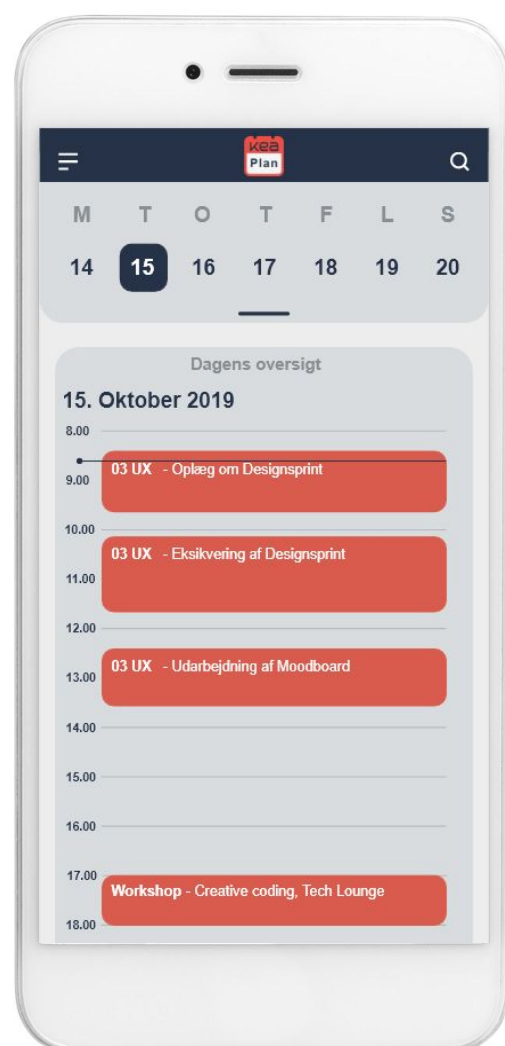 kea
Plan
M T O T F L S
14 15 16 17 18 19 20
Dagens oversigt
15. Oktober 2019
8.00
03 UX - Oplæg om Designsprint
9.00
10.00
03 UX - Eksikvering af Designsprint
11.00
12.00
03 UX - Udarbejdning af Moodboard
13.00
14.00
15.00
16.00
17.00
Workshop - Creative coding, Tech Lounge
18.00